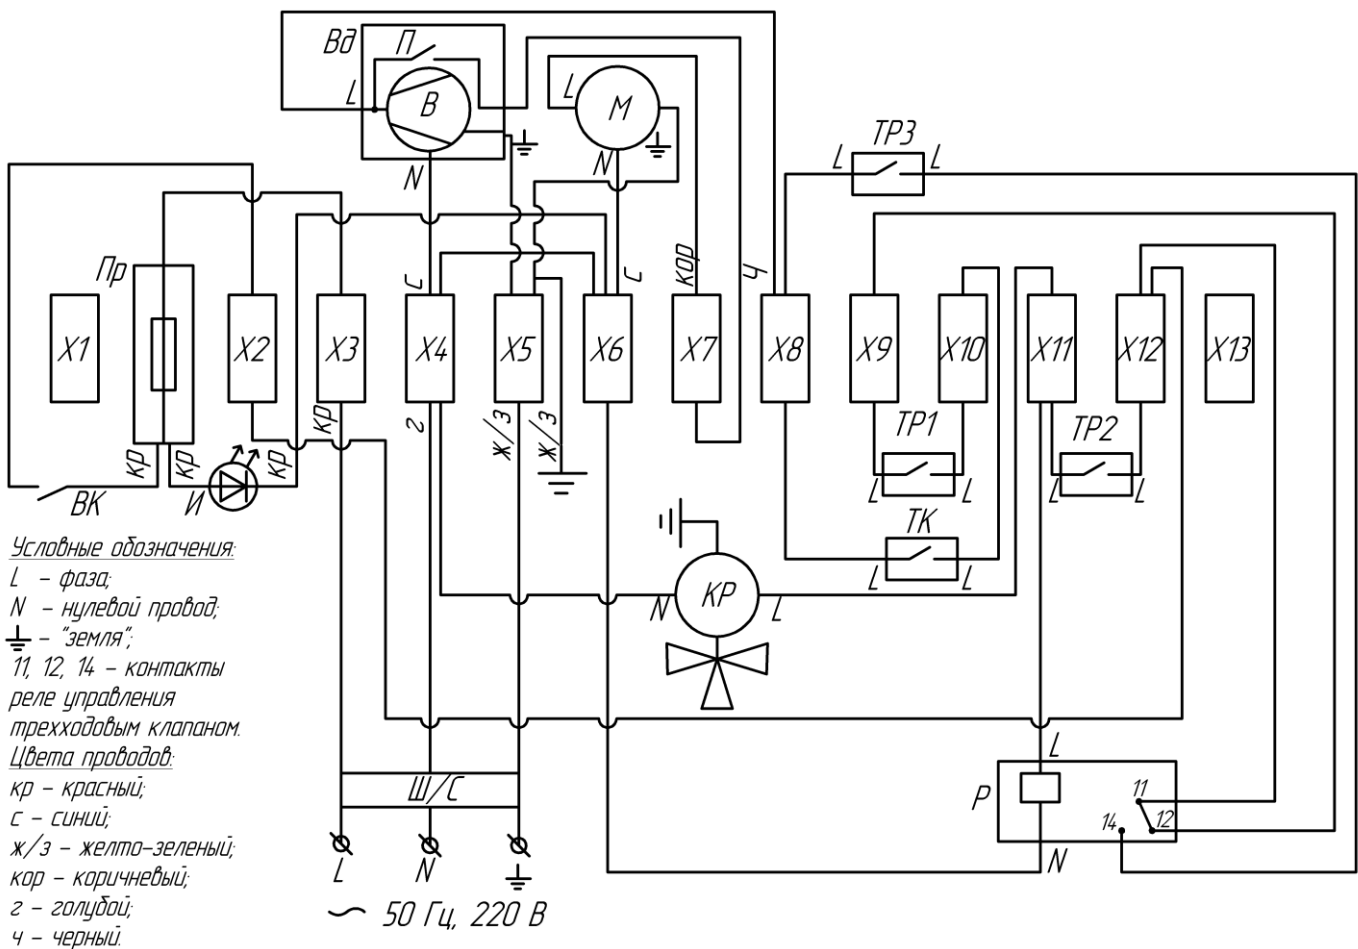 Вд П
L В
N
L М
N
ТР3
L L
Пр
с с кор ч
Х1 Х2 Х3 Х4 Х5 Х6 Х7 Х8 Х9 Х10 Х11 Х12 Х13
кр кр кр кр г ж/з ж/з
ТР1 ТР2
L L L L
ВК И
ТК
L L
N КР L
Условные обозначения:
L – фаза;
N – нулевой провод;
– "земля";
11, 12, 14 – контакты
реле управления
трехходовым клапаном.
Цвета проводов:
кр – красный;
с – синий;
ж/з – желто-зеленый;
кор – коричневый;
г – голубой;
ч – черный.
Ш/С
L N
~ 50 Гц, 220 В
L
Р 11
14 12
N